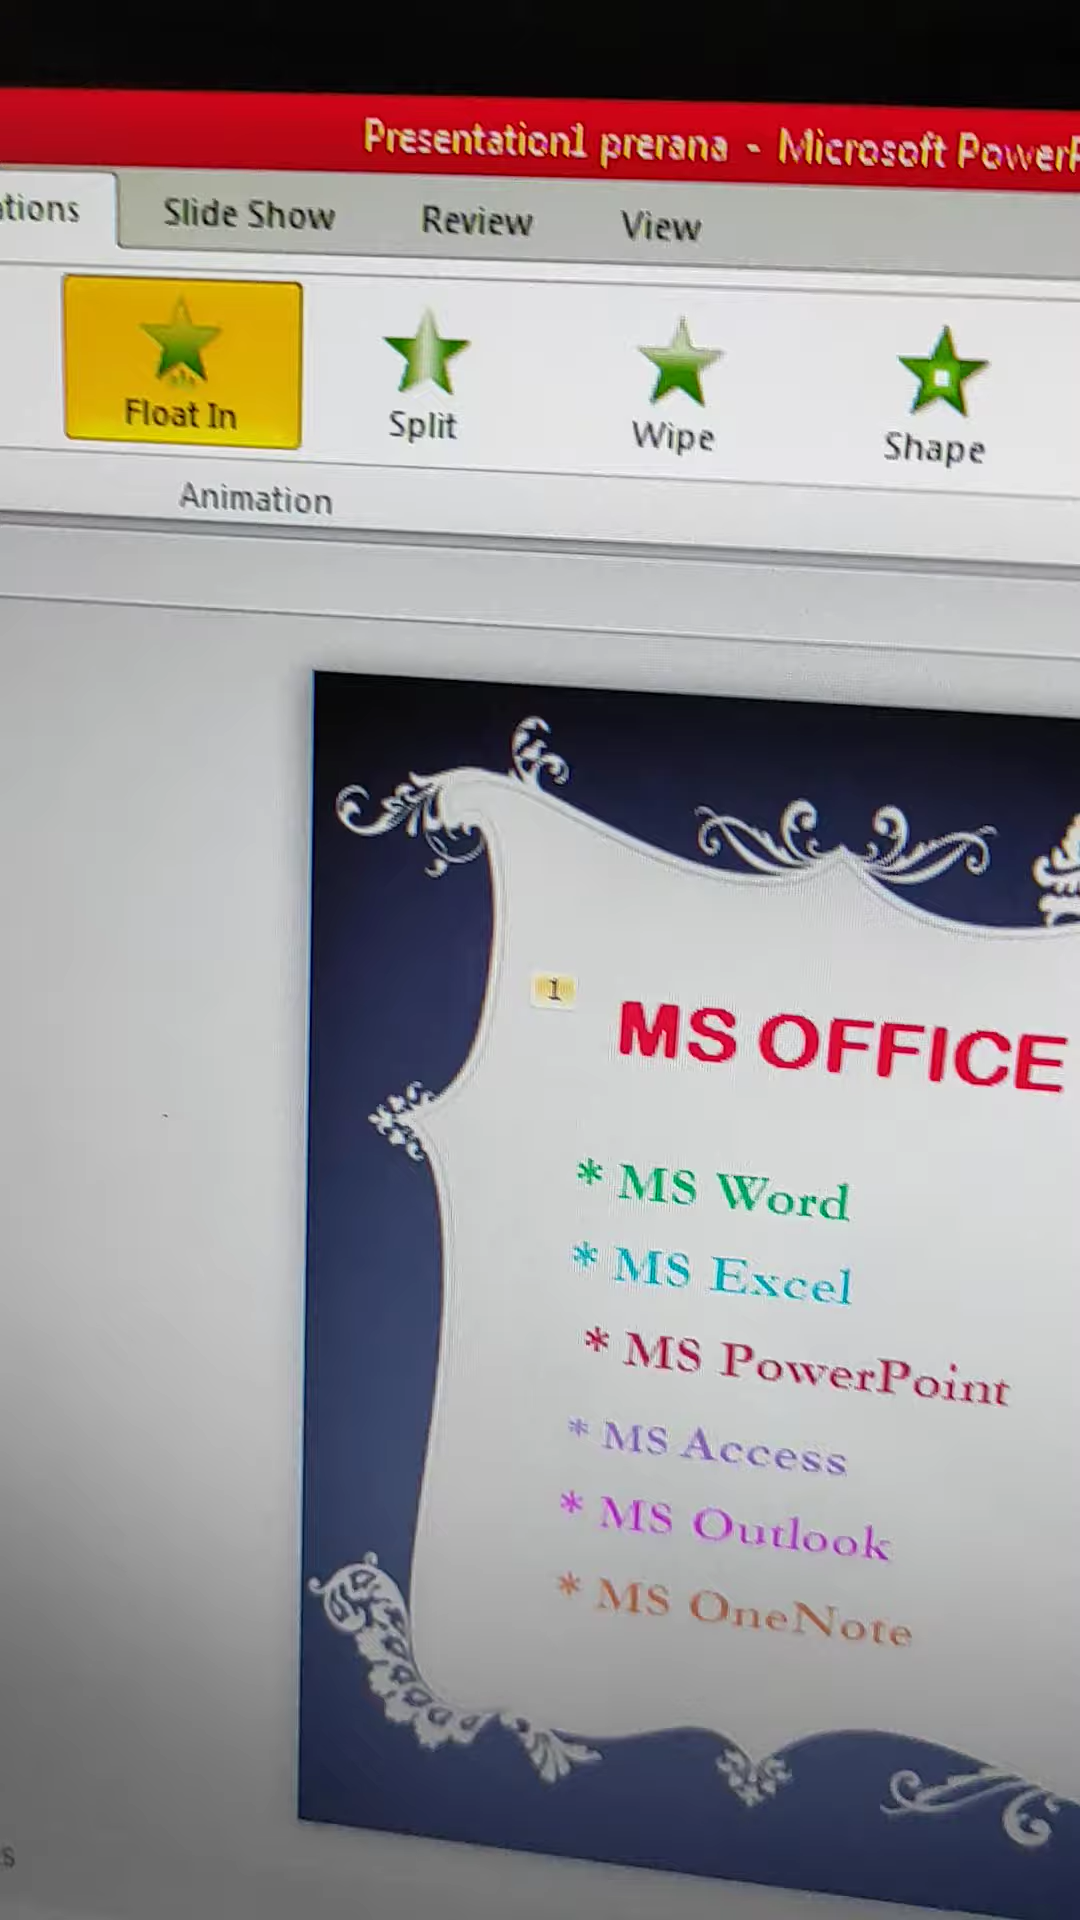 Presentation1 prerana - Microsoft Power
Slide Show Review View
Float In Split Wipe Shape
Animation
1
MS OFFICE
* MS Word
* MS Excel
* MS PowerPoint
* MS Access
* MS Outlook
* MS OneNote